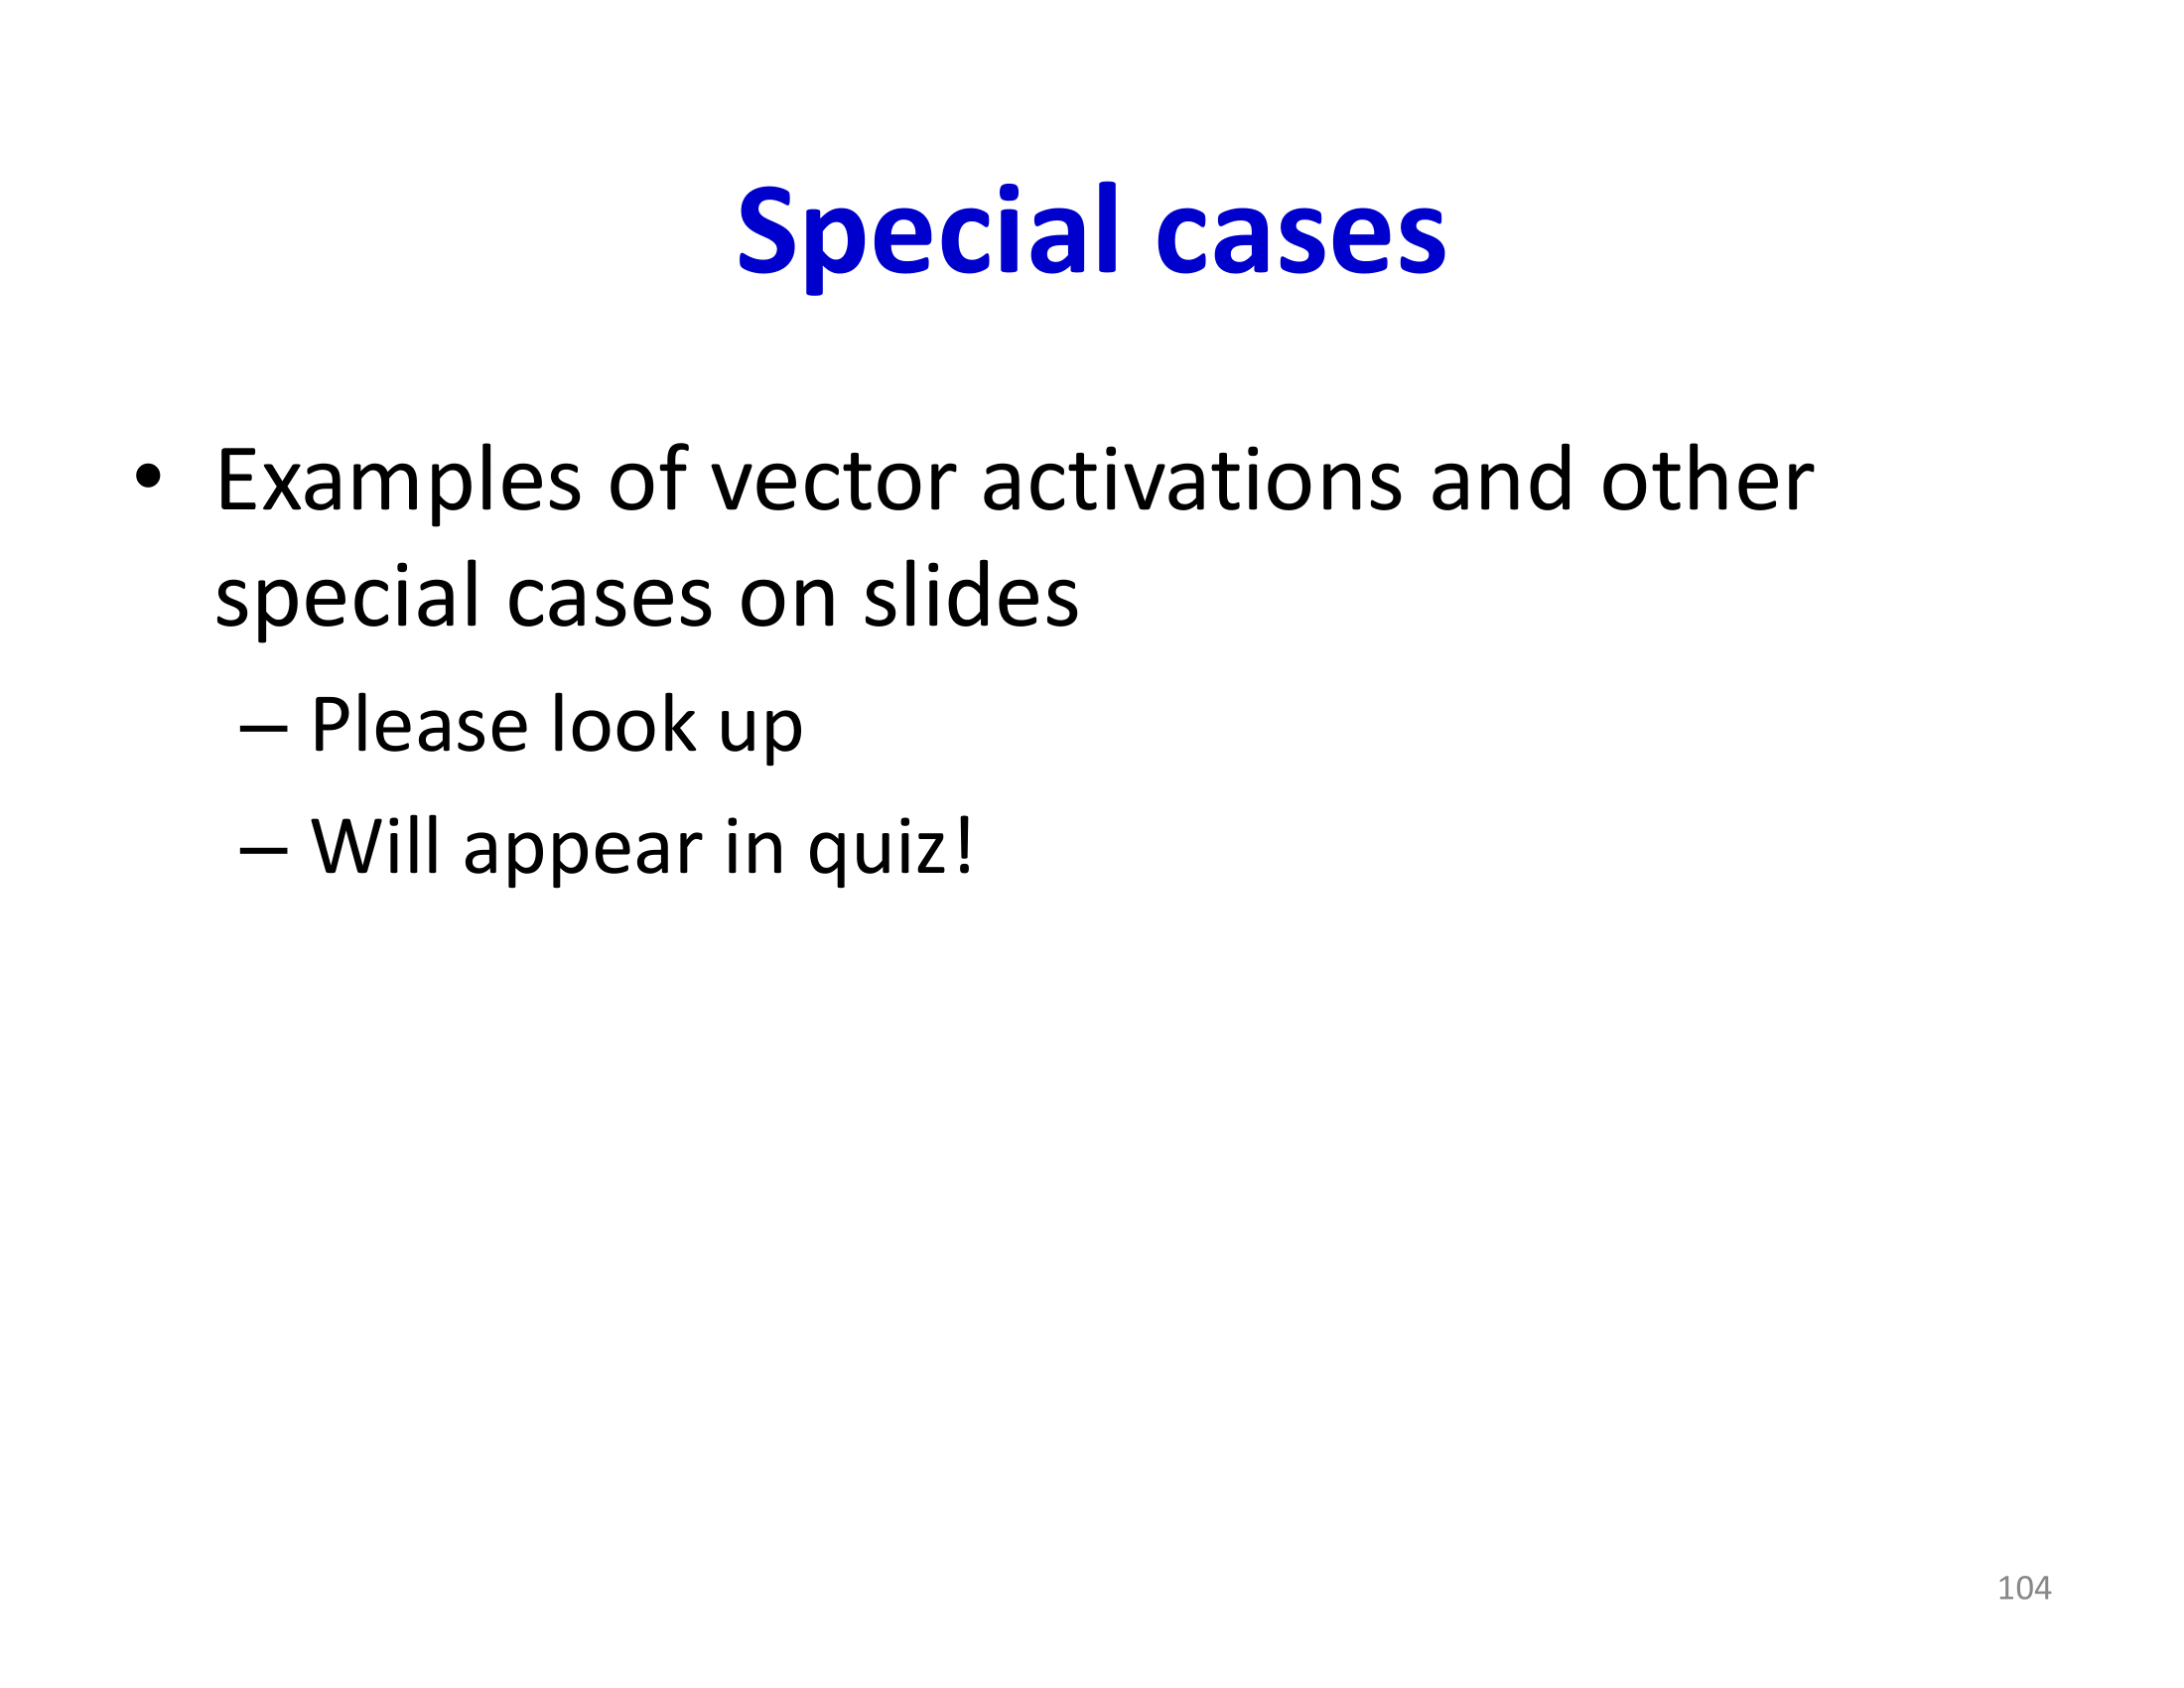 Special cases
• Examples of vector activations and other
special cases on slides
– Please look up
– Will appear in quiz!
104